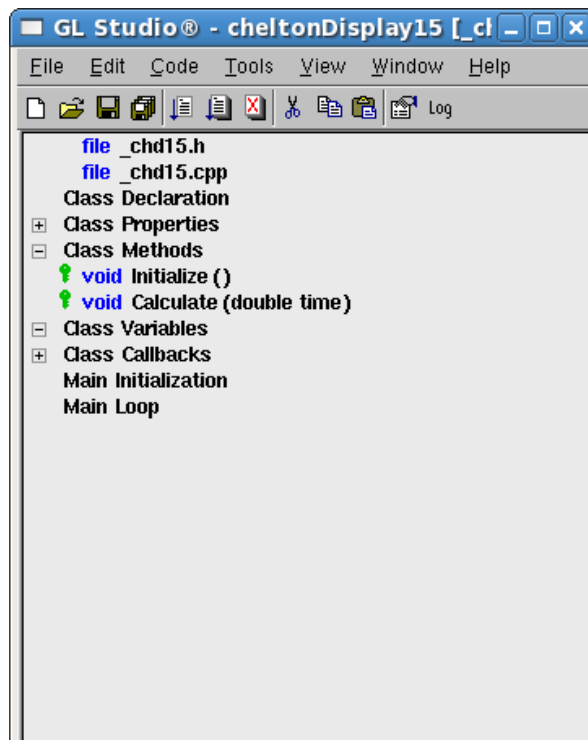 GL Studio® - cheltonDisplay15 [_cl
File Edit Code Tools View Window Help
Log
file _chd15.h
file _chd15.cpp
Class Declaration
Class Properties
Class Methods
void Initialize ()
void Calculate (double time)
Class Variables
Class Callbacks
Main Initialization
Main Loop